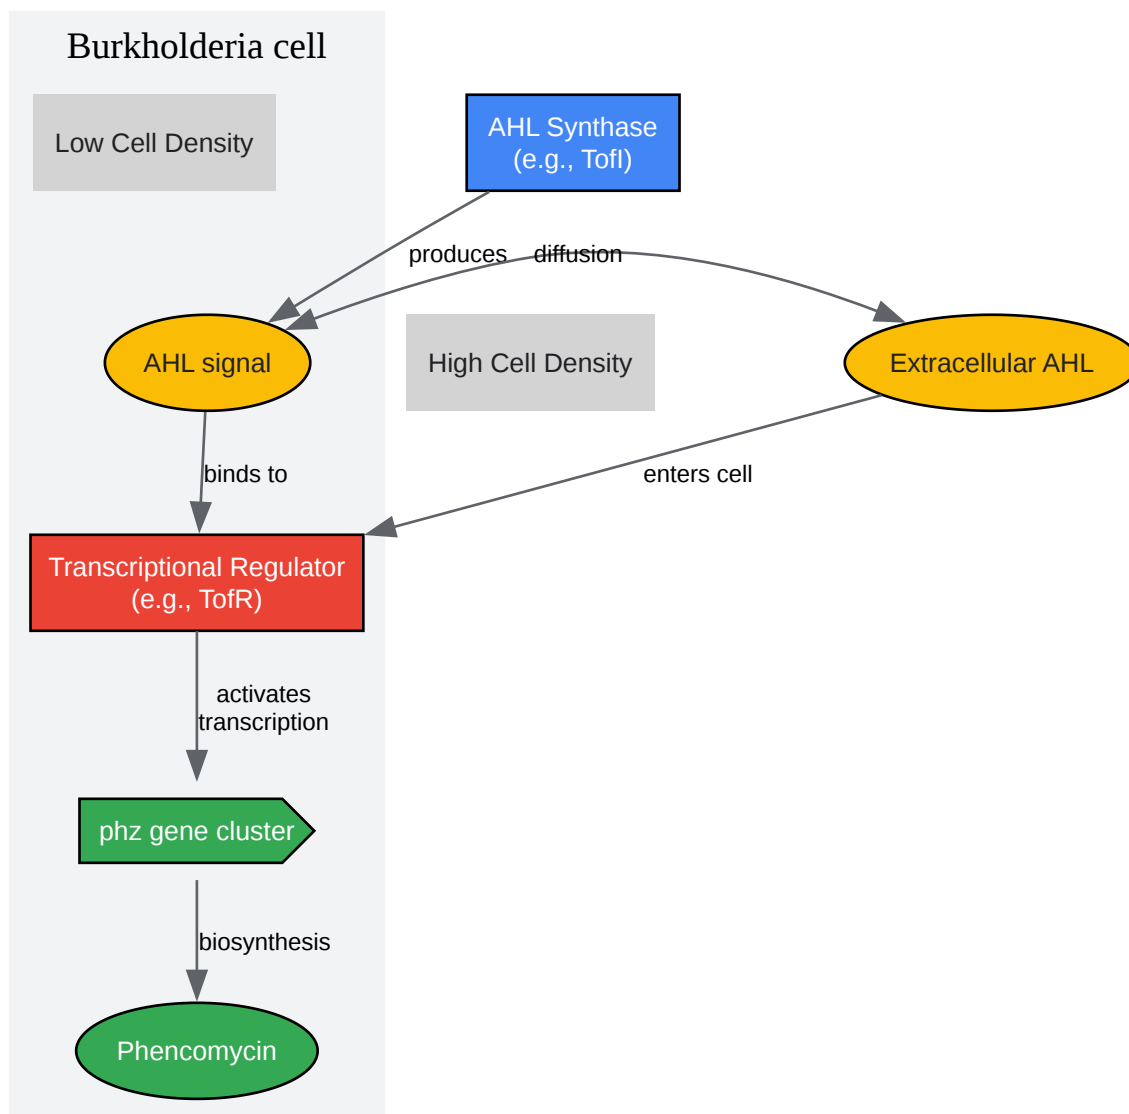 Burkholderia cell
Low Cell Density
AHL Synthase
(e.g., TofI)
produces
diffusion
AHL signal
High Cell Density
Extracellular AHL
binds to
enters cell
Transcriptional Regulator
(e.g., TofR)
activates
transcription
phz gene cluster
biosynthesis
Phencomycin